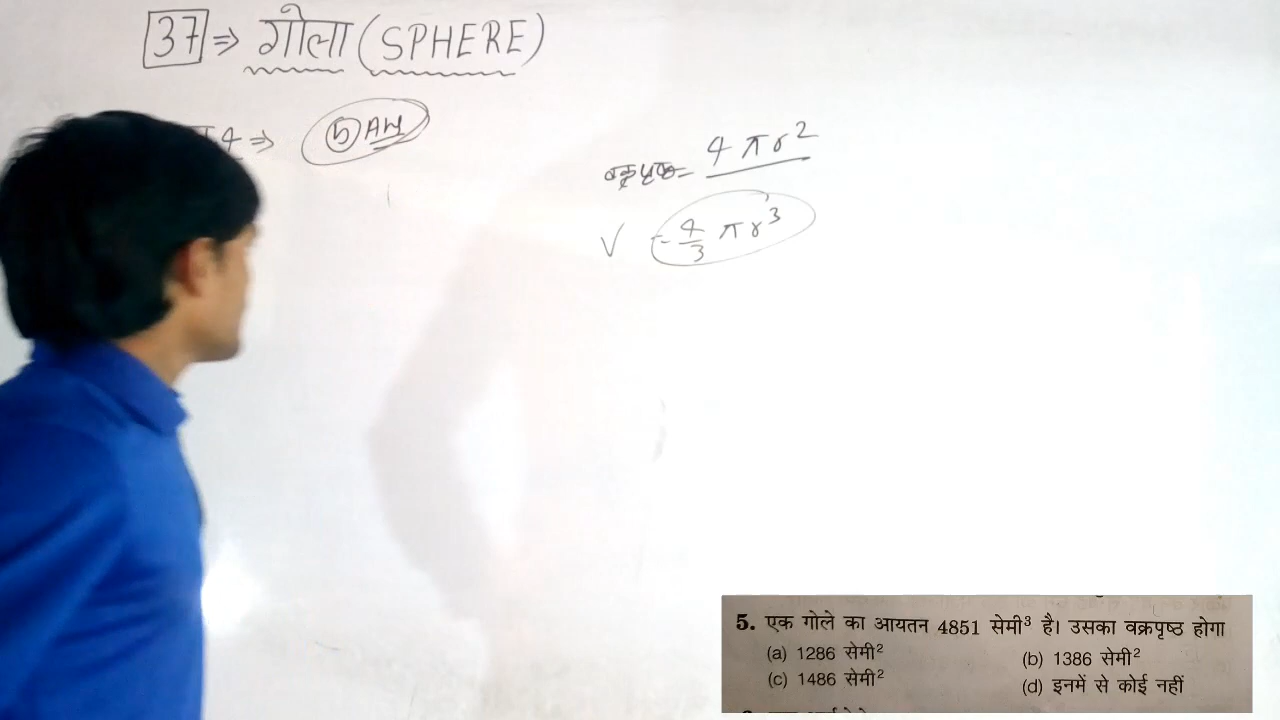 37 ⇒ गोला (SPHERE)
4 ⇒ (b) Ans
वक्रपृष्ठ = 4πr²
V = 4/3 πr³
5. एक गोले का आयतन 4851 सेमी³ है। उसका वक्रपृष्ठ होगा
(a) 1286 सेमी² (b) 1386 सेमी²
(c) 1486 सेमी² (d) इनमें से कोई नहीं